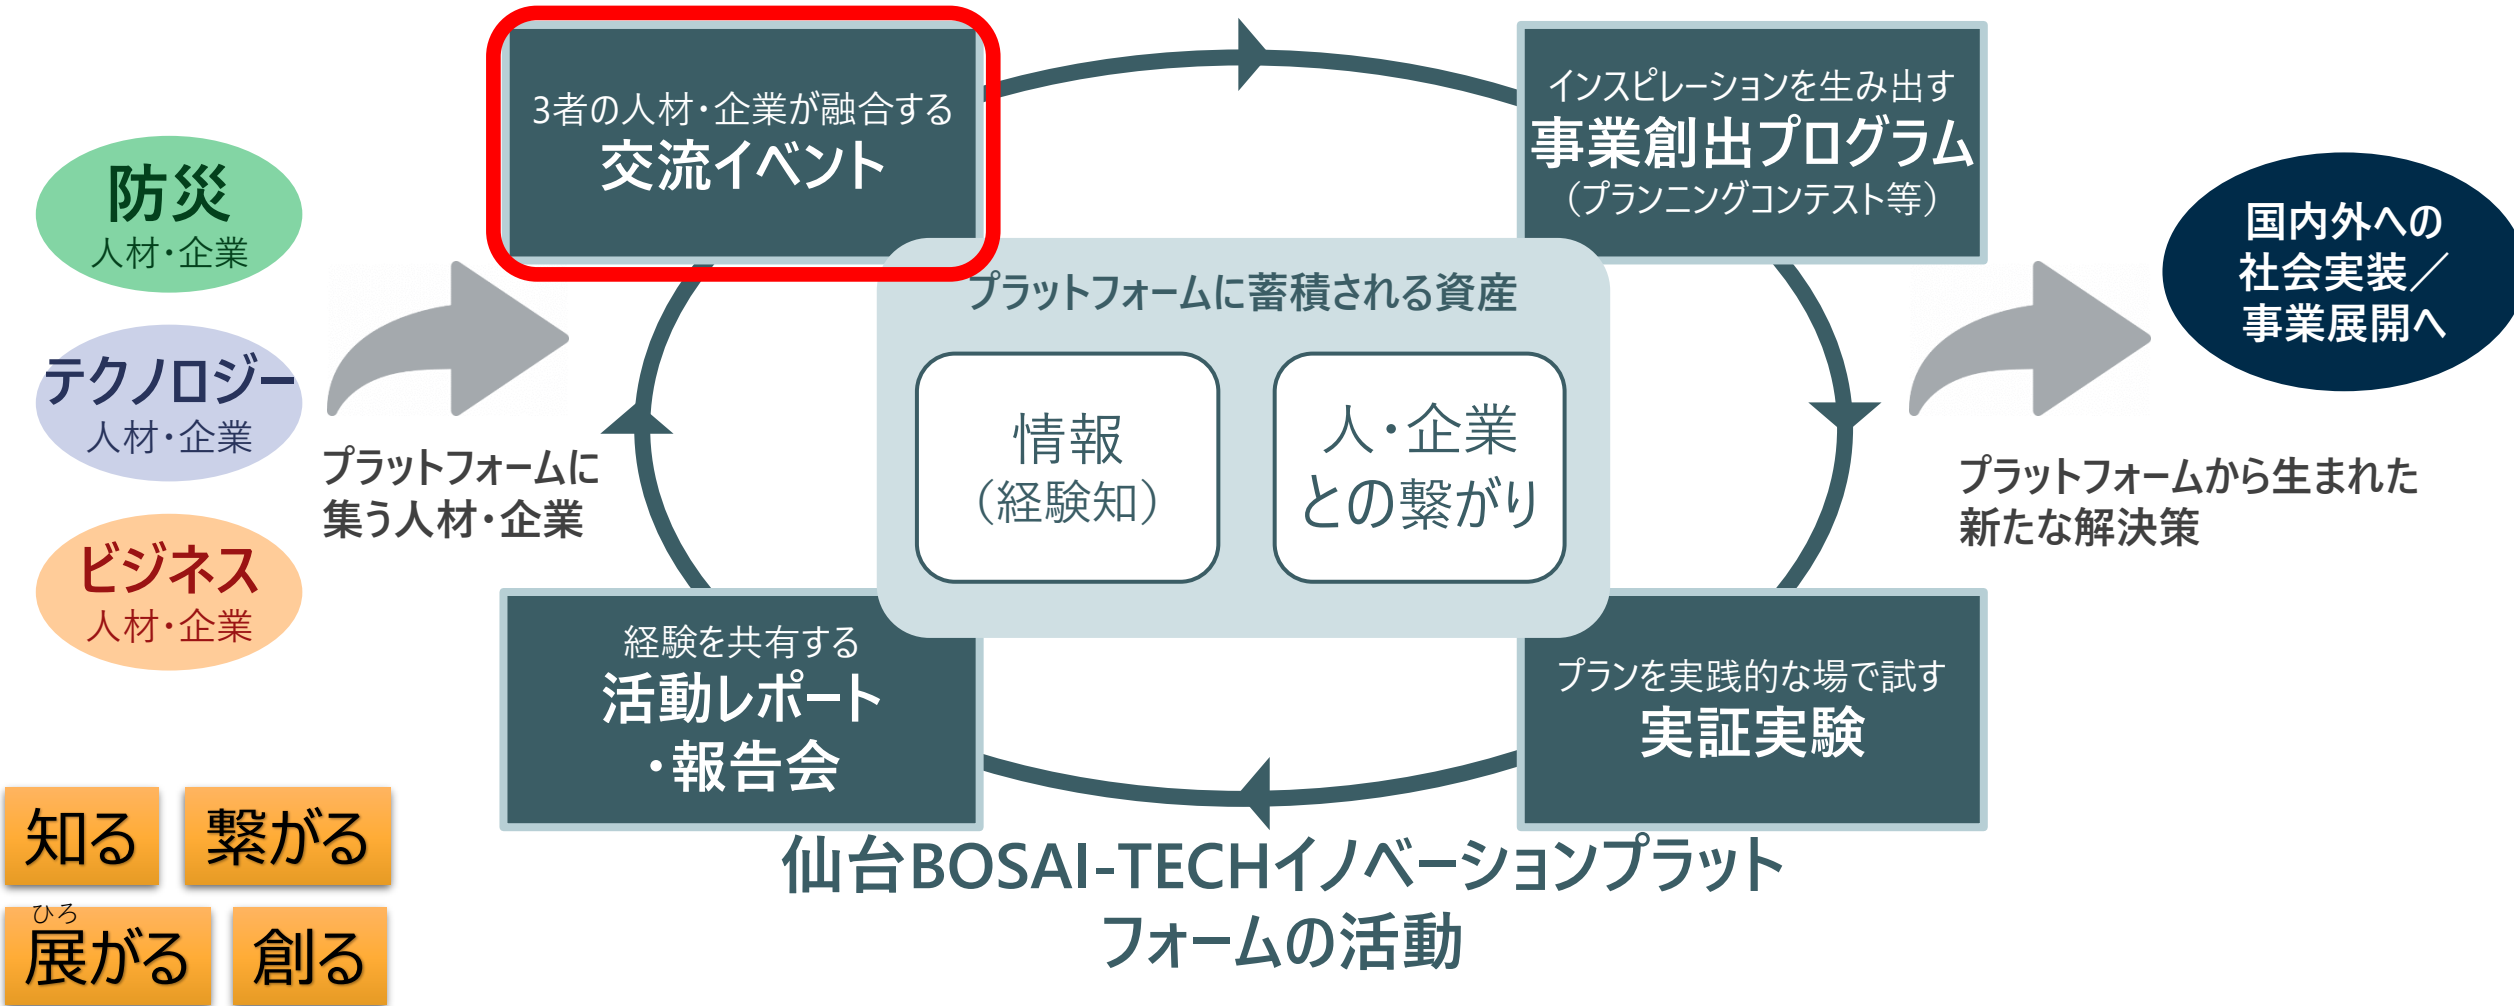 防災
人材・企業
テクノロジー
人材・企業
ビジネス
人材・企業
プラットフォームに
集う人材・企業
3者の人材・企業が融合する
交流イベント
インスピレーションを生み出す
事業創出プログラム
（プランニングコンテスト等）
プラットフォームに蓄積される資産
情報
（経験知）
人・企業
との繋がり
経験を共有する
活動レポート
・報告会
プランを実践的な場で試す
実証実験
プラットフォームから生まれた
新たな解決策
国内外への
社会実装／
事業展開へ
仙台BOSAI-TECHイノベーションプラット
フォームの活動
知る
繋がる
ひろ
展がる
創る